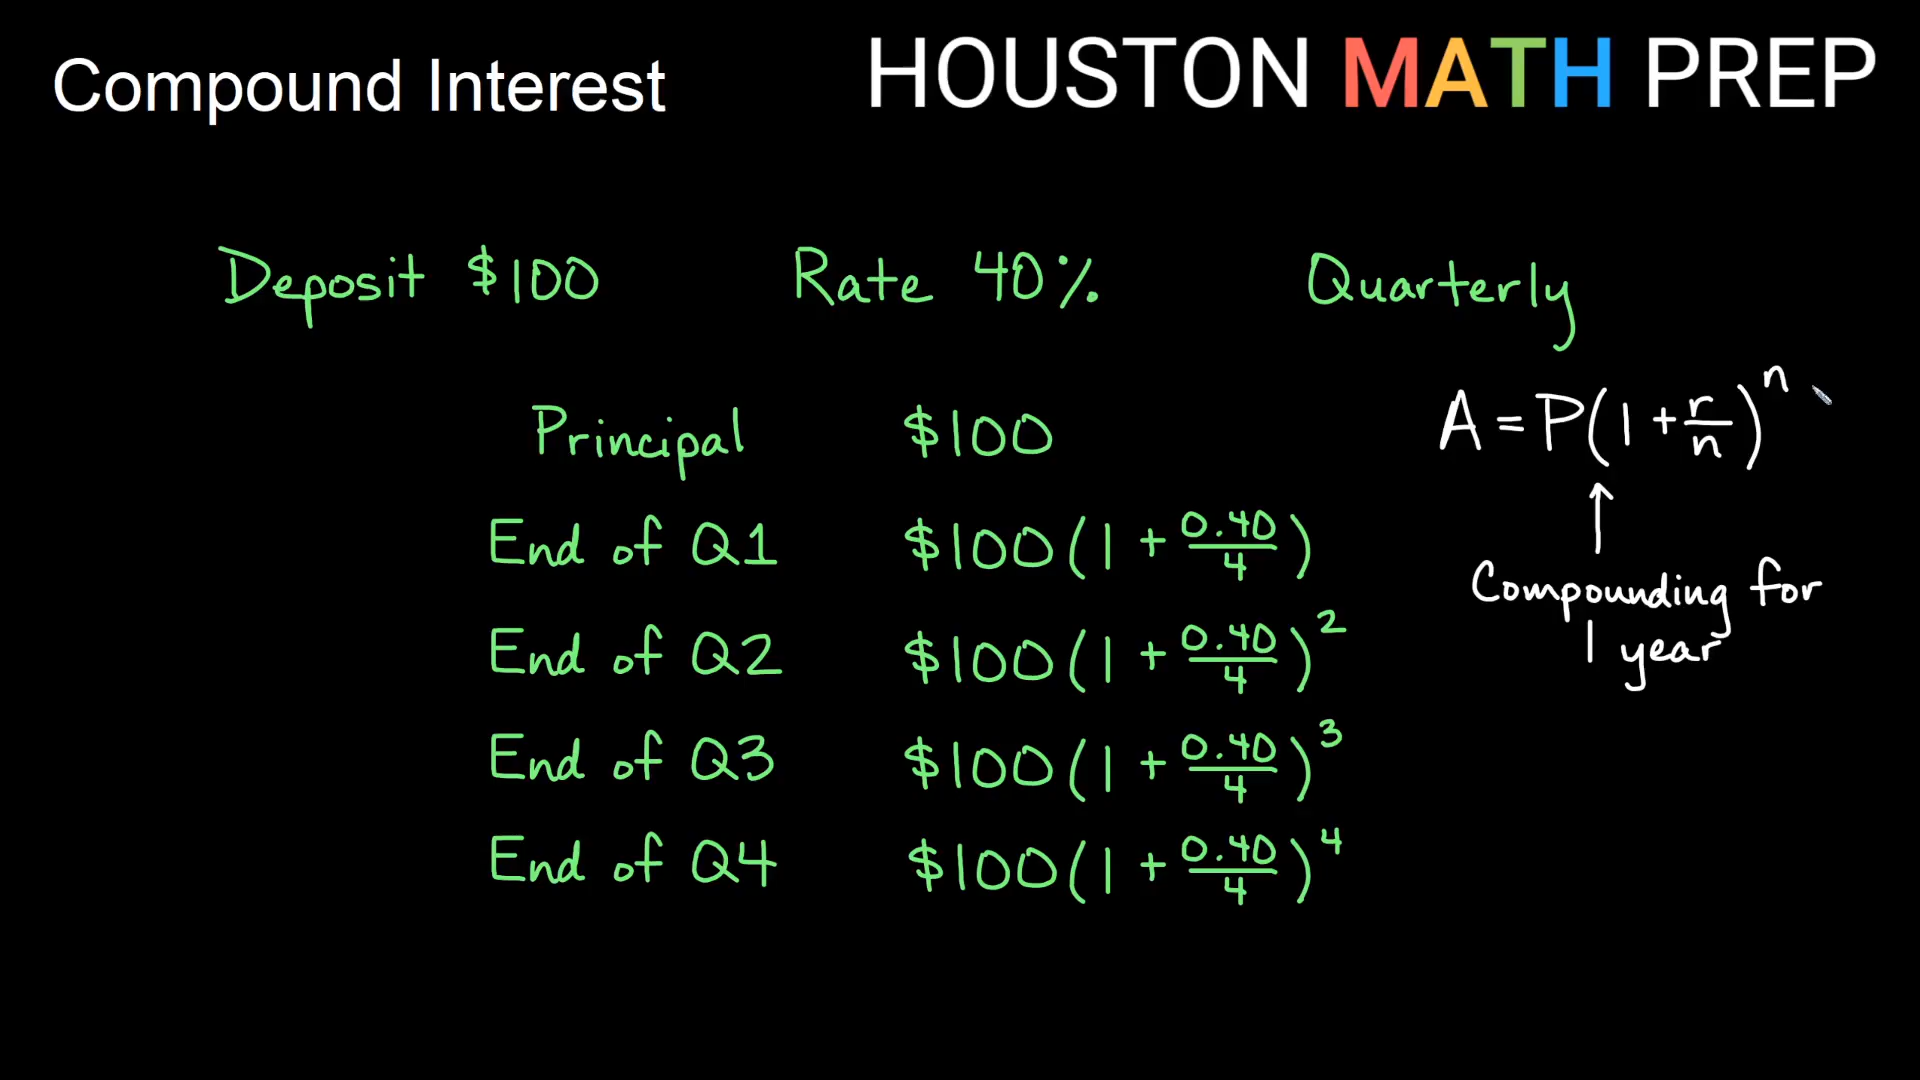 Compound Interest
HOUSTON MATH PREP
Deposit $100 Rate 40% Quarterly
Principal $100
A = P(1 + r/n)^n
End of Q1 $100(1 + 0.40/4)
End of Q2 $100(1 + 0.40/4)^2
Compounding for
1 year
End of Q3 $100(1 + 0.40/4)^3
End of Q4 $100(1 + 0.40/4)^4